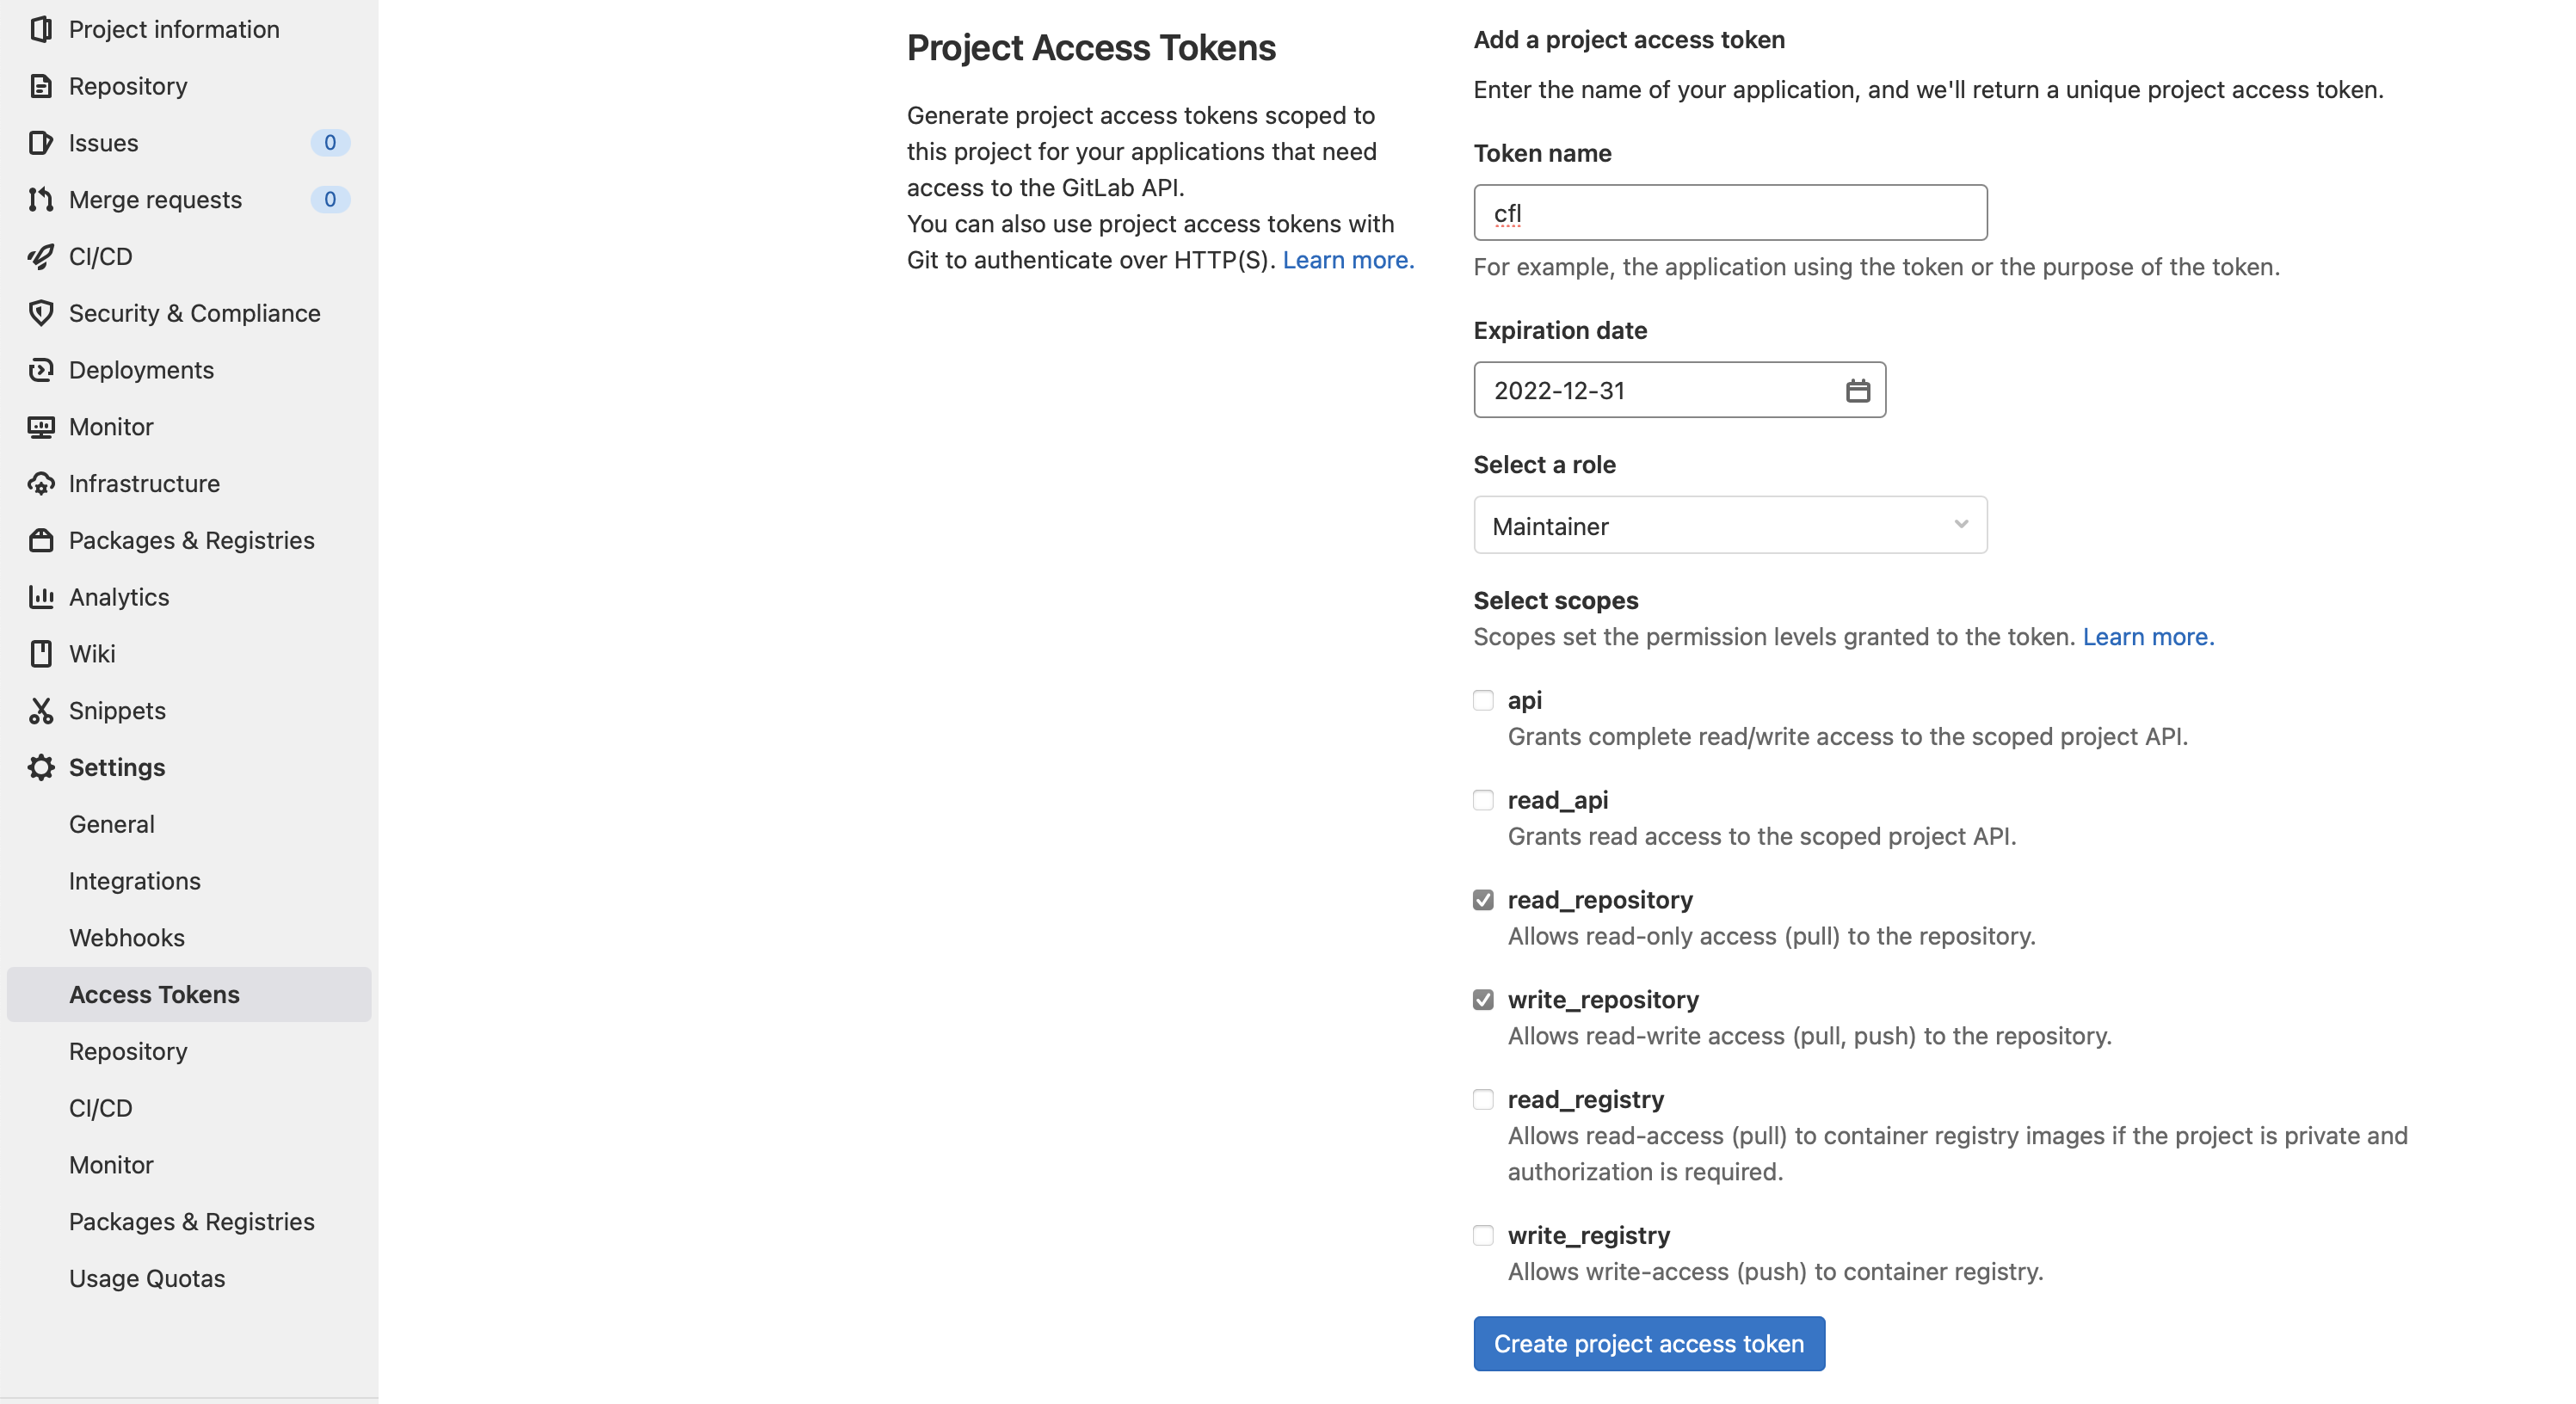 Project information
Repository
Issues 0
Merge requests 0
CI/CD
Security & Compliance
Deployments
Monitor
Infrastructure
Packages & Registries
Analytics
Wiki
Snippets
Settings
General
Integrations
Webhooks
Access Tokens
Repository
CI/CD
Monitor
Packages & Registries
Usage Quotas
Project Access Tokens
Generate project access tokens scoped to
this project for your applications that need
access to the GitLab API.
You can also use project access tokens with
Git to authenticate over HTTP(S). Learn more.
Add a project access token
Enter the name of your application, and we'll return a unique project access token.
Token name
cfl
For example, the application using the token or the purpose of the token.
Expiration date
2022-12-31
Select a role
Maintainer
Select scopes
Scopes set the permission levels granted to the token. Learn more.
api
Grants complete read/write access to the scoped project API.
read_api
Grants read access to the scoped project API.
read_repository
Allows read-only access (pull) to the repository.
write_repository
Allows read-write access (pull, push) to the repository.
read_registry
Allows read-access (pull) to container registry images if the project is private and
authorization is required.
write_registry
Allows write-access (push) to container registry.
Create project access token